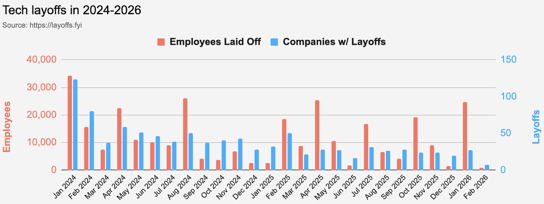 Tech layoffs in 2024-2026
Source: https://layoffs.fyi
Employees Laid Off
Companies w/ Layoffs
Employees
40,000
30,000
20,000
10,000
0
150
100
50
0
Layoffs
Jan 2024
Feb 2024
Mar 2024
Apr 2024
May 2024
Jun 2024
Jul 2024
Aug 2024
Sep 2024
Oct 2024
Nov 2024
Dec 2024
Jan 2025
Feb 2025
Mar 2025
Apr 2025
May 2025
Jun 2025
Jul 2025
Aug 2025
Sep 2025
Oct 2025
Nov 2025
Dec 2025
Jan 2026
Feb 2026